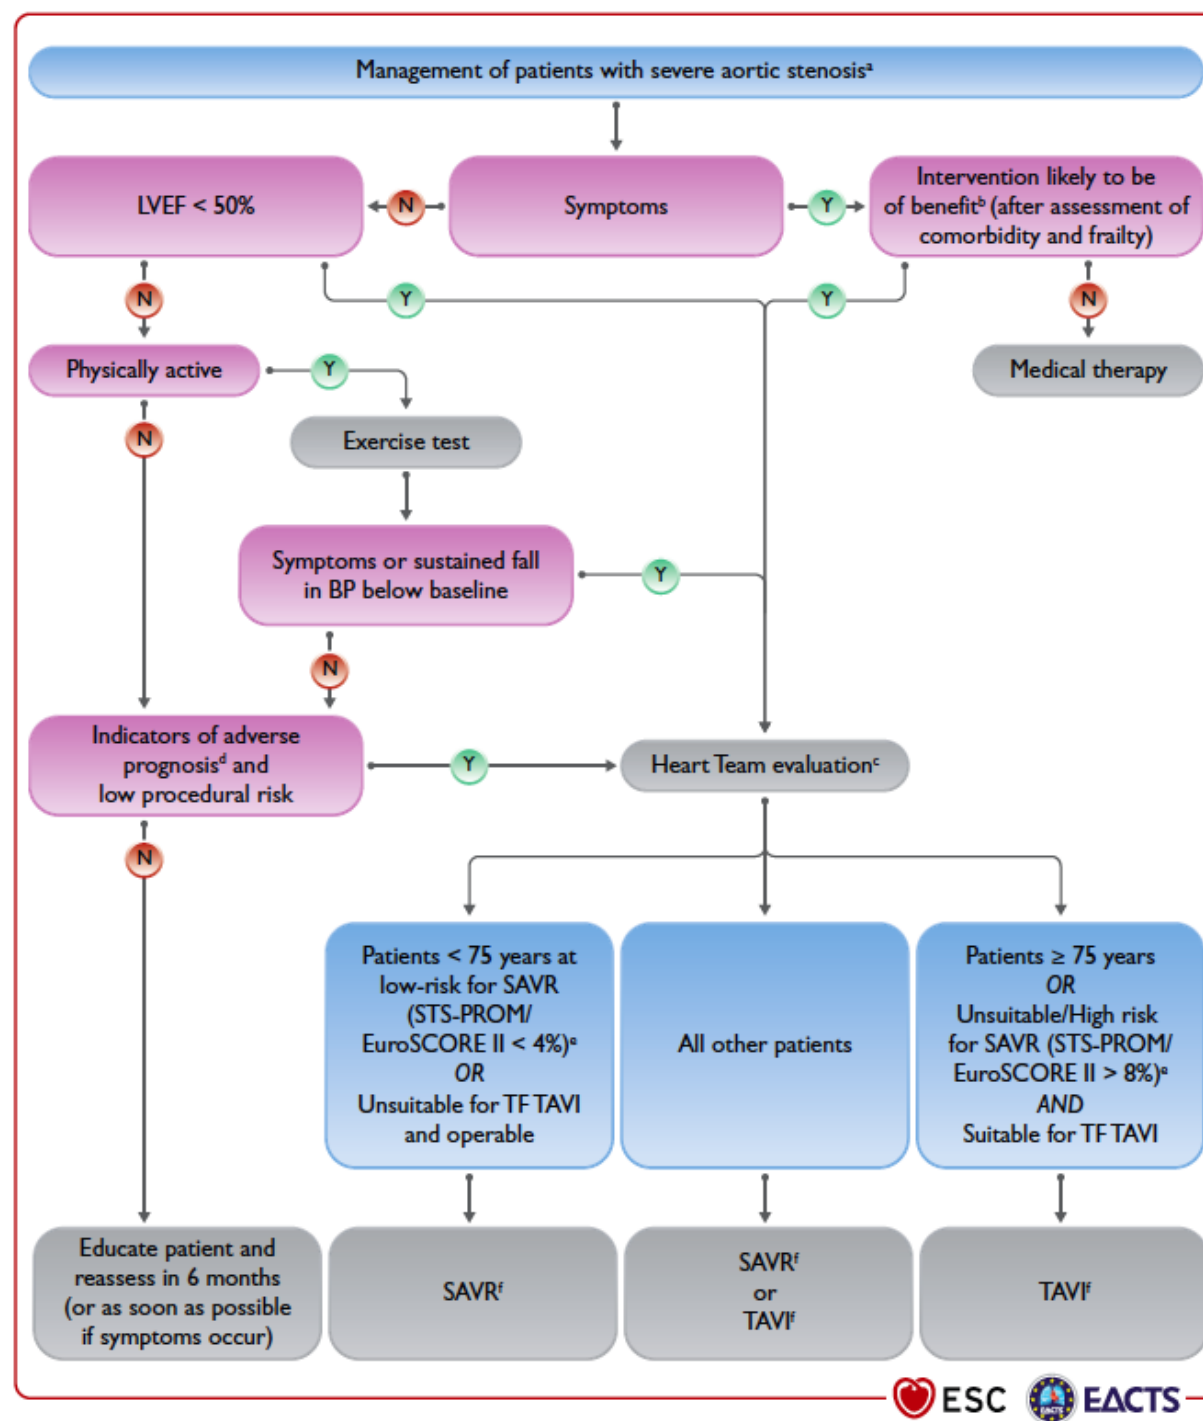 Management of patients with severe aortic stenosisᵃ
LVEF < 50%
N
Symptoms
Y
Intervention likely to be
of benefitᵇ (after assessment of
comorbidity and frailty)
N
Y
Y
N
Physically active
Y
Medical therapy
N
Exercise test
Symptoms or sustained fall
in BP below baseline
Y
N
Indicators of adverse
prognosisᵈ and
low procedural risk
Y
Heart Team evaluationᶜ
N
Patients < 75 years at
low-risk for SAVR
(STS-PROM/
EuroSCORE II < 4%)ᵉ
OR
Unsuitable for TF TAVI
and operable
All other patients
Patients ≥ 75 years
OR
Unsuitable/High risk
for SAVR (STS-PROM/
EuroSCORE II > 8%)ᵉ
AND
Suitable for TF TAVI
Educate patient and
reassess in 6 months
(or as soon as possible
if symptoms occur)
SAVRᶠ
SAVRᶠ
or
TAVIᶠ
TAVIᶠ
ESC
EACTS
EACTS